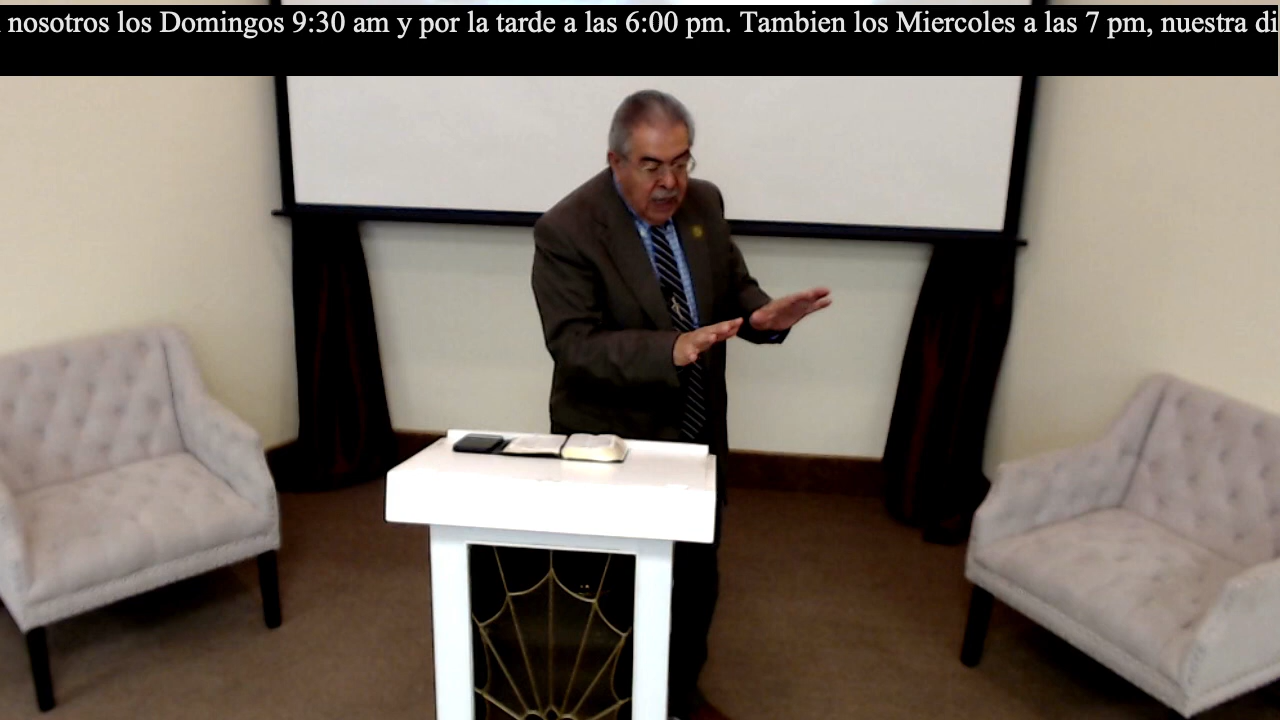 nosotros los Domingos 9:30 am y por la tarde a las 6:00 pm. Tambien los Miercoles a las 7 pm, nuestra di